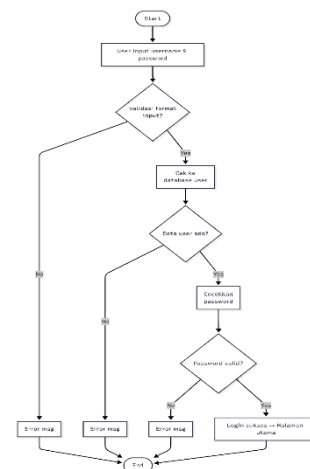 Start
User input username &
password
Validasi format
input?
Yes
Cek ke
database user
Data user ada?
No
Yes
No
Cocokkan
password
Password valid?
No
Yes
Error msg
Error msg
Error msg
Login sukses → Halaman
utama
End